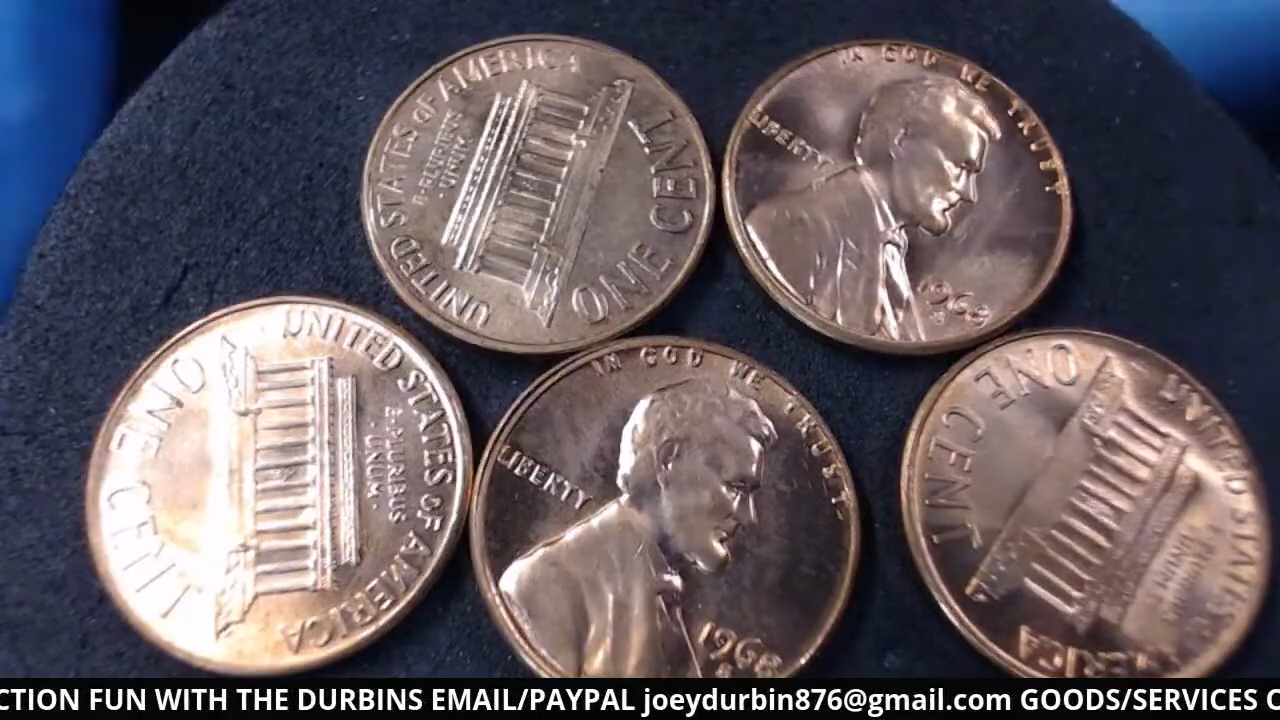 UNITED STATES OF AMERICA
E·PLURIBUS
UNUM
ONE CENT
IN GOD WE TRUST
LIBERTY
1968
UNITED STATES OF AMERICA
E·PLURIBUS
·UNUM·
ONE CENT
IN GOD WE TRUST
LIBERTY
1968
ONE CENT
UNITED STATES
UNUM
CTION FUN WITH THE DURBINS EMAIL/PAYPAL joeydurbin876@gmail.com GOODS/SERVICES